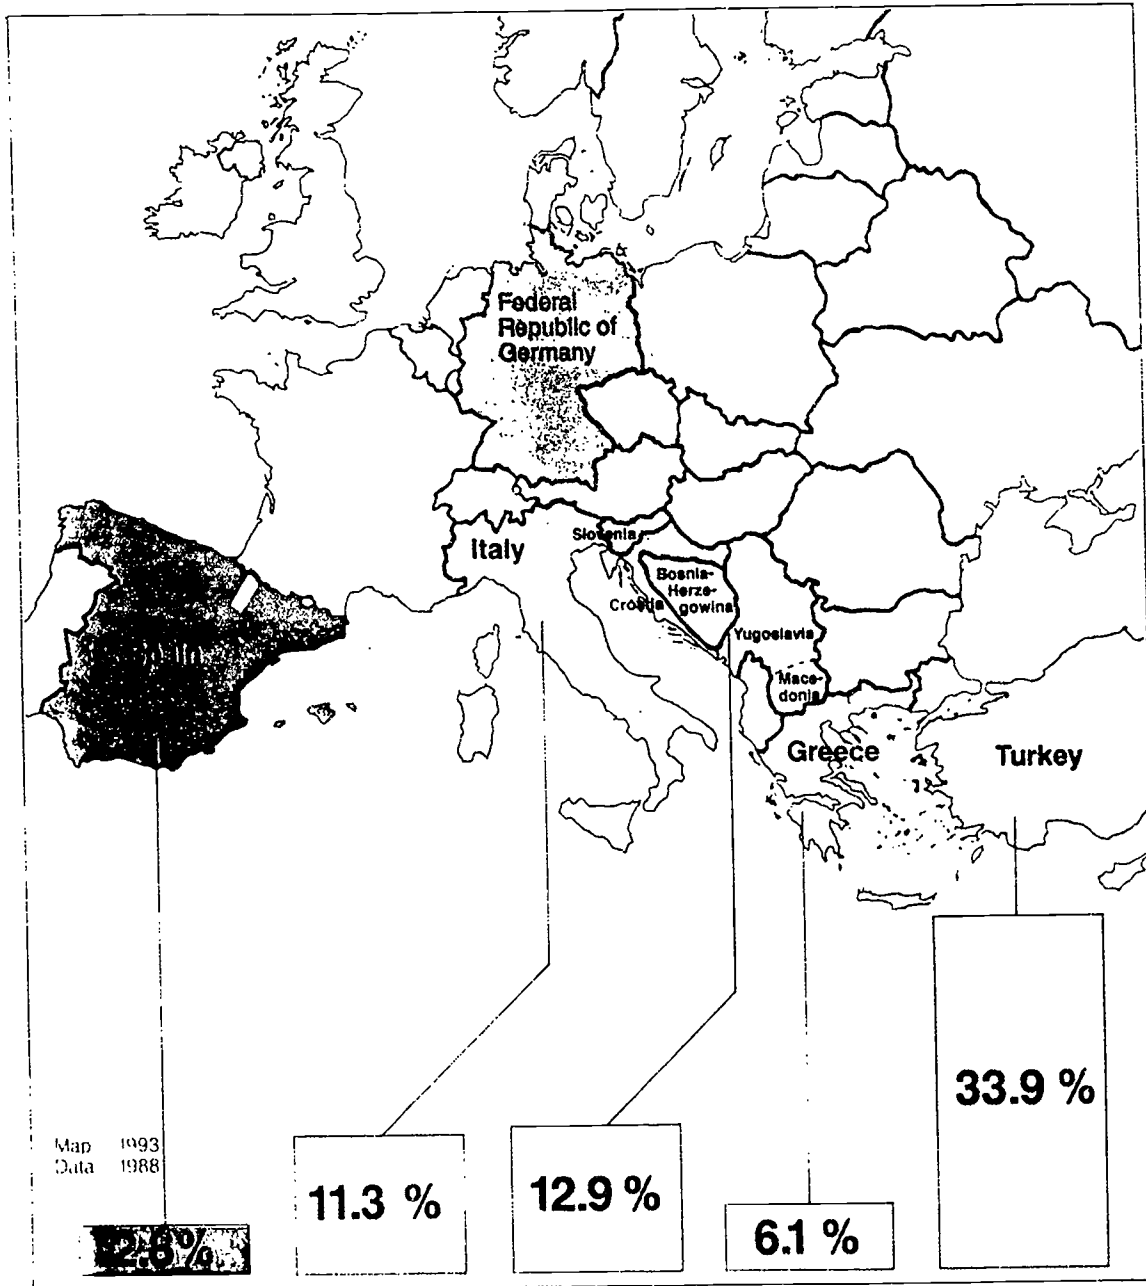 Federal
Republic of
Germany
Italy
Slovenia
Bosnia-
Herze-
gowina
Croatia
Yugoslavia
Mace-
donia
Greece
Turkey
33.9 %
Map 1993
Data 1988
11.3 %
12.9 %
6.1 %